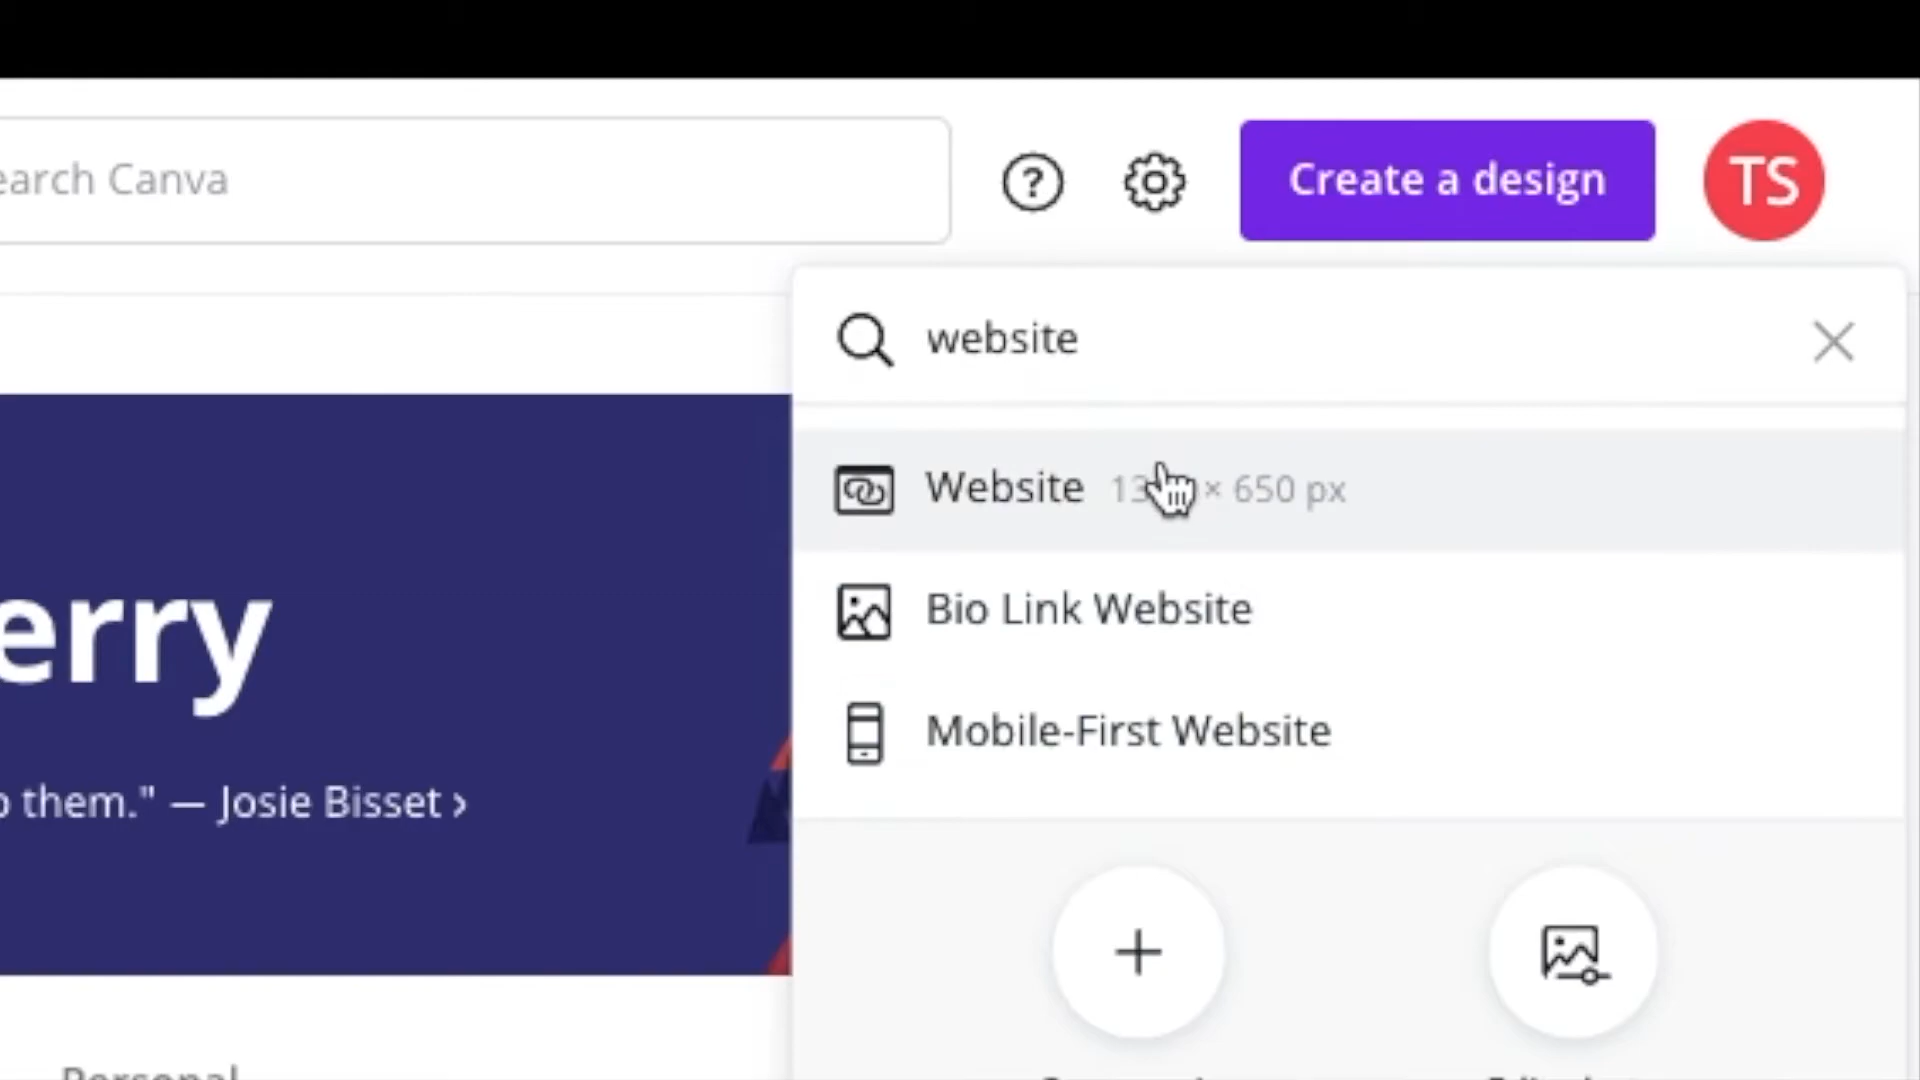 earch Canva
Create a design
TS
website
Website × 650 px
Bio Link Website
Mobile-First Website
erry
o them." — Josie Bisset ›
Personal